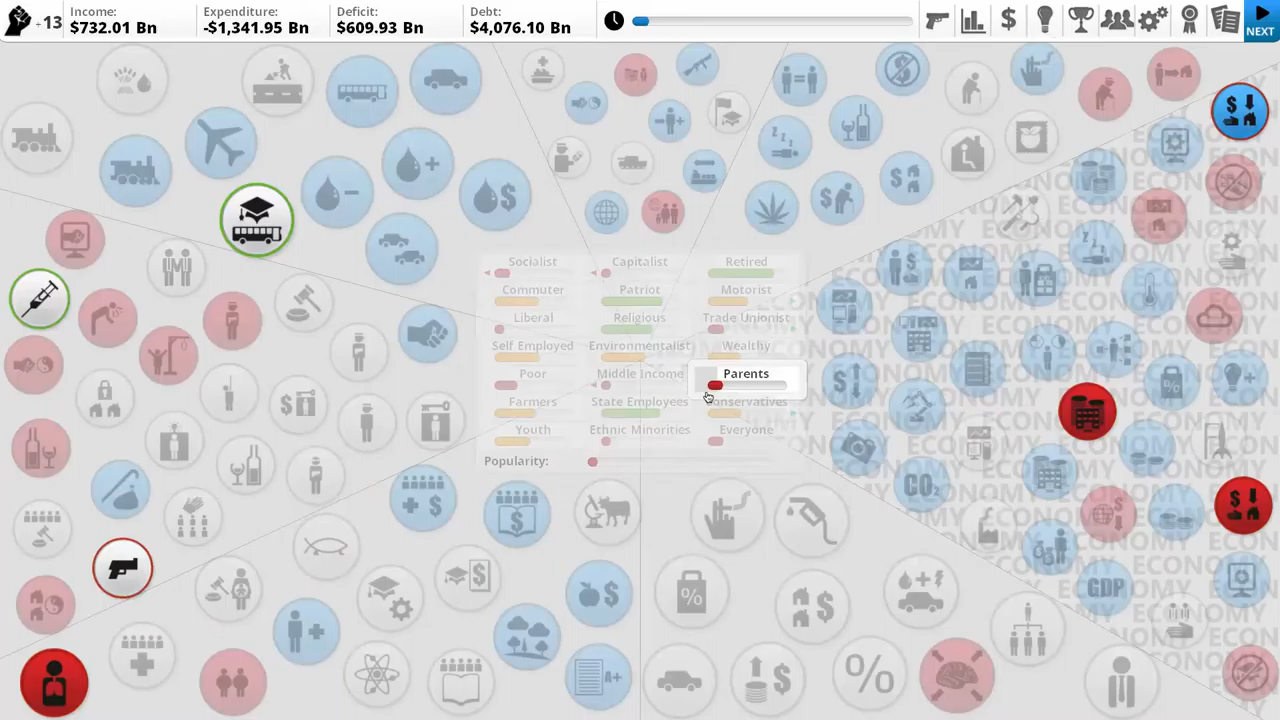 +13
Income:
$732.01 Bn
Expenditure:
-$1,341.95 Bn
Deficit:
$609.93 Bn
Debt:
$4,076.10 Bn
NEXT
Socialist
Capitalist
Retired
Commuter
Patriot
Motorist
Liberal
Religious
Trade Unionist
Self Employed
Environmentalist
Wealthy
Poor
Middle Income
Parents
Farmers
State Employees
Conservatives
Youth
Ethnic Minorities
Everyone
Popularity:
ECONOMY
CO2
GDP
A+
%